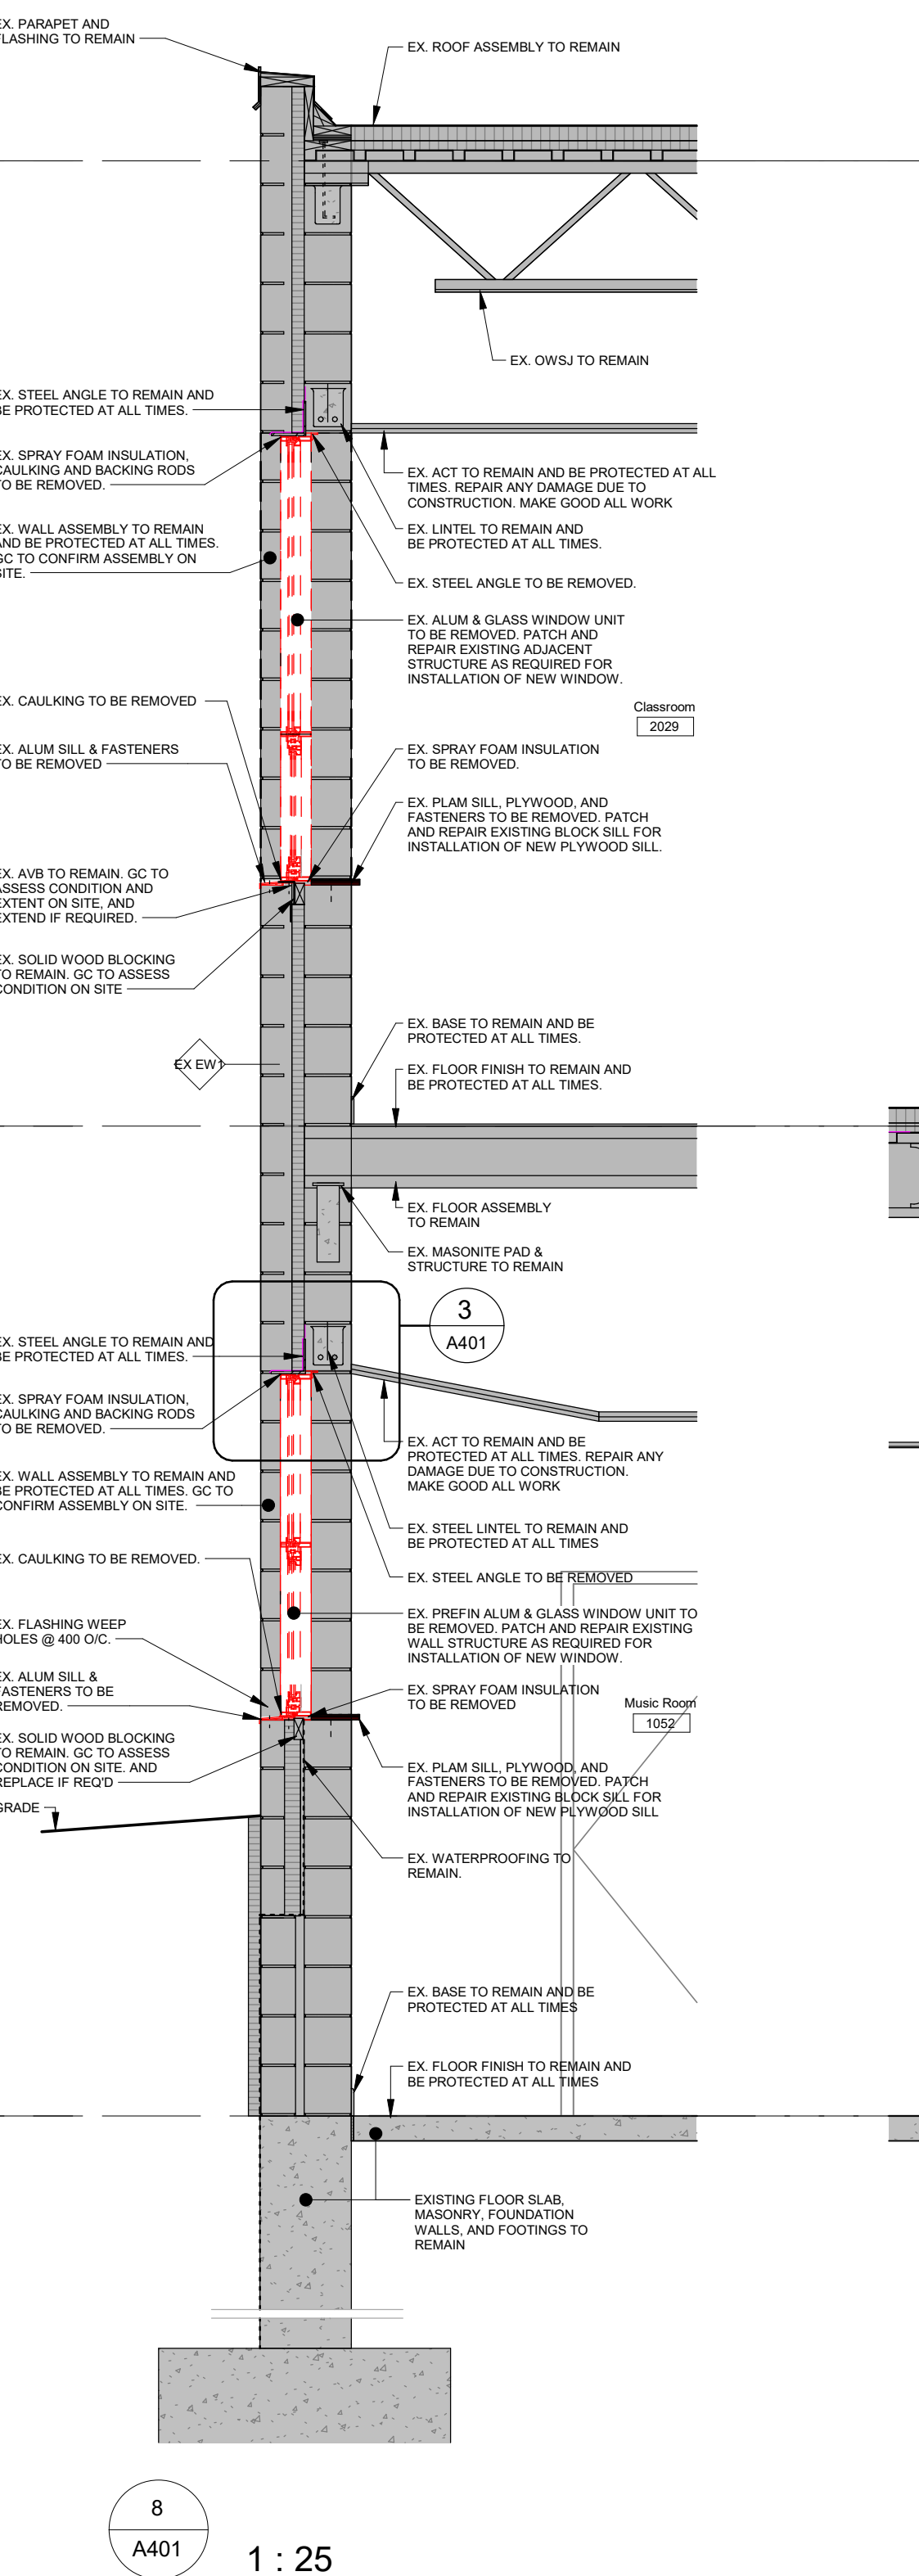 EX. PARAPET AND
FLASHING TO REMAIN
EX. ROOF ASSEMBLY TO REMAIN
EX. OWSJ TO REMAIN
EX. STEEL ANGLE TO REMAIN AND
BE PROTECTED AT ALL TIMES.
EX. SPRAY FOAM INSULATION,
CAULKING AND BACKING RODS
TO BE REMOVED.
EX. ACT TO REMAIN AND BE PROTECTED AT ALL
TIMES. REPAIR ANY DAMAGE DUE TO
CONSTRUCTION. MAKE GOOD ALL WORK
EX. WALL ASSEMBLY TO REMAIN
AND BE PROTECTED AT ALL TIMES.
GC TO CONFIRM ASSEMBLY ON
SITE.
EX. LINTEL TO REMAIN AND
BE PROTECTED AT ALL TIMES.
EX. STEEL ANGLE TO BE REMOVED.
EX. ALUM & GLASS WINDOW UNIT
TO BE REMOVED. PATCH AND
REPAIR EXISTING ADJACENT
STRUCTURE AS REQUIRED FOR
INSTALLATION OF NEW WINDOW.
EX. CAULKING TO BE REMOVED
Classroom
2029
EX. ALUM SILL & FASTENERS
TO BE REMOVED
EX. SPRAY FOAM INSULATION
TO BE REMOVED.
EX. PLAM SILL, PLYWOOD, AND
FASTENERS TO BE REMOVED. PATCH
AND REPAIR EXISTING BLOCK SILL FOR
INSTALLATION OF NEW PLYWOOD SILL.
EX. AVB TO REMAIN. GC TO
ASSESS CONDITION AND
EXTENT ON SITE, AND
EXTEND IF REQUIRED.
EX. SOLID WOOD BLOCKING
TO REMAIN. GC TO ASSESS
CONDITION ON SITE
EX. BASE TO REMAIN AND BE
PROTECTED AT ALL TIMES.
EX EW1
EX. FLOOR FINISH TO REMAIN AND
BE PROTECTED AT ALL TIMES.
EX. FLOOR ASSEMBLY
TO REMAIN
EX. MASONITE PAD &
STRUCTURE TO REMAIN
3
A401
EX. STEEL ANGLE TO REMAIN AND
BE PROTECTED AT ALL TIMES.
EX. SPRAY FOAM INSULATION,
CAULKING AND BACKING RODS
TO BE REMOVED.
EX. ACT TO REMAIN AND BE
PROTECTED AT ALL TIMES. REPAIR ANY
DAMAGE DUE TO CONSTRUCTION.
MAKE GOOD ALL WORK
EX. WALL ASSEMBLY TO REMAIN AND
BE PROTECTED AT ALL TIMES. GC TO
CONFIRM ASSEMBLY ON SITE.
EX. STEEL LINTEL TO REMAIN AND
BE PROTECTED AT ALL TIMES
EX. CAULKING TO BE REMOVED.
EX. STEEL ANGLE TO BE REMOVED
EX. PREFIN ALUM & GLASS WINDOW UNIT TO
BE REMOVED. PATCH AND REPAIR EXISTING
WALL STRUCTURE AS REQUIRED FOR
INSTALLATION OF NEW WINDOW.
EX. FLASHING WEEP
HOLES @ 400 O/C.
EX. ALUM SILL &
FASTENERS TO BE
REMOVED.
EX. SPRAY FOAM INSULATION
TO BE REMOVED
Music Room
1052
EX. SOLID WOOD BLOCKING
TO REMAIN. GC TO ASSESS
CONDITION ON SITE. AND
REPLACE IF REQ'D
EX. PLAM SILL, PLYWOOD, AND
FASTENERS TO BE REMOVED. PATCH
AND REPAIR EXISTING BLOCK SILL FOR
INSTALLATION OF NEW PLYWOOD SILL
GRADE
EX. WATERPROOFING TO
REMAIN.
EX. BASE TO REMAIN AND BE
PROTECTED AT ALL TIMES
EX. FLOOR FINISH TO REMAIN AND
BE PROTECTED AT ALL TIMES
EXISTING FLOOR SLAB,
MASONRY, FOUNDATION
WALLS, AND FOOTINGS TO
REMAIN
8
A401
1 : 25